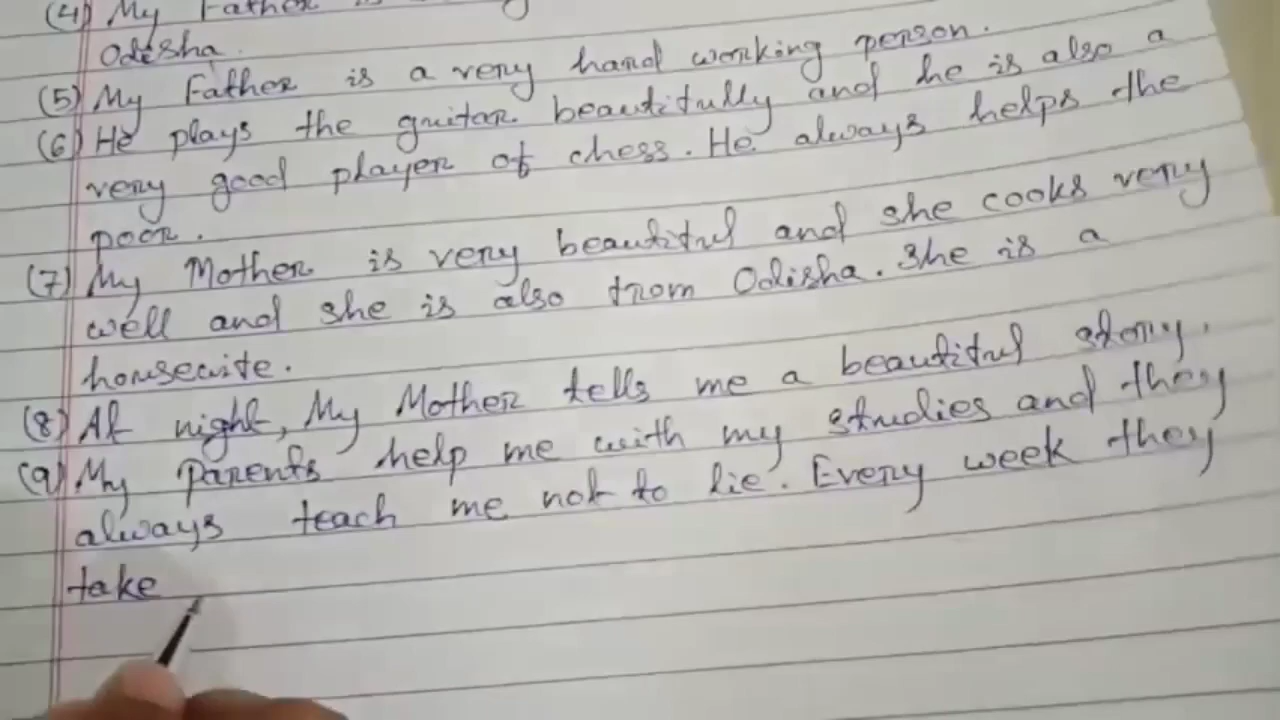 (4) My Father is
Odisha.
(5) My Father is a very hard working person.
(6) He plays the guitar beautifully and he is also a
very good player of chess. He always helps the
poor.
(7) My Mother is very beautiful and she cooks very
well and she is also from Odisha. She is a
housewife.
(8) At night, My Mother tells me a beautiful story.
(9) My parents help me with my studies and they
always teach me not to lie. Every week they
take